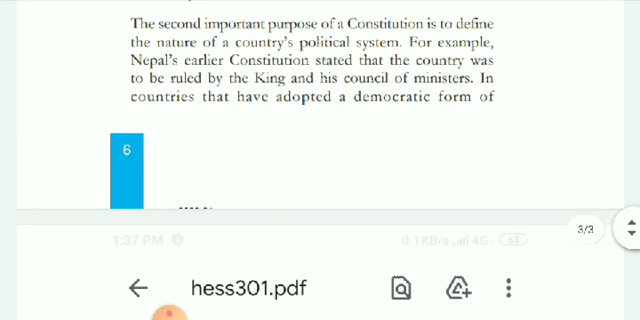 The second important purpose of a Constitution is to define
the nature of a country's political system. For example,
Nepal's earlier Constitution stated that the country was
to be ruled by the King and his council of ministers. In
countries that have adopted a democratic form of
6
3/3
1:37 PM
0.1KB/s 4G 63
hess301.pdf